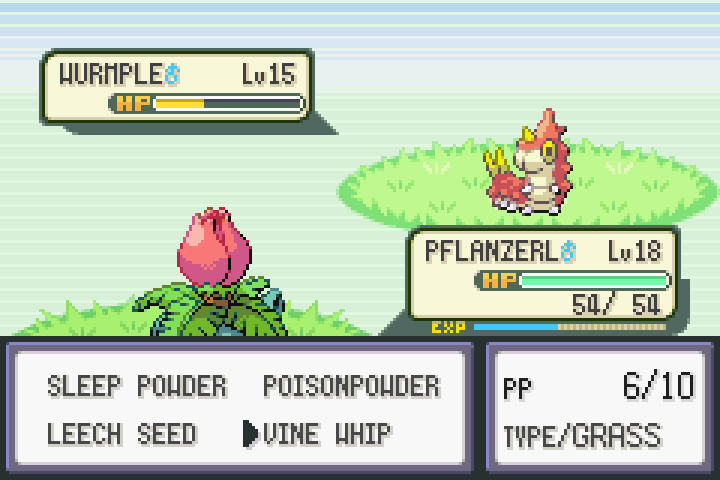 WURMPLE♂ Lv15
HP
PFLANZERL♂ Lv18
HP
54/ 54
EXP
SLEEP POWDER POISONPOWDER
LEECH SEED ▶VINE WHIP
PP 6/10
TYPE/GRASS